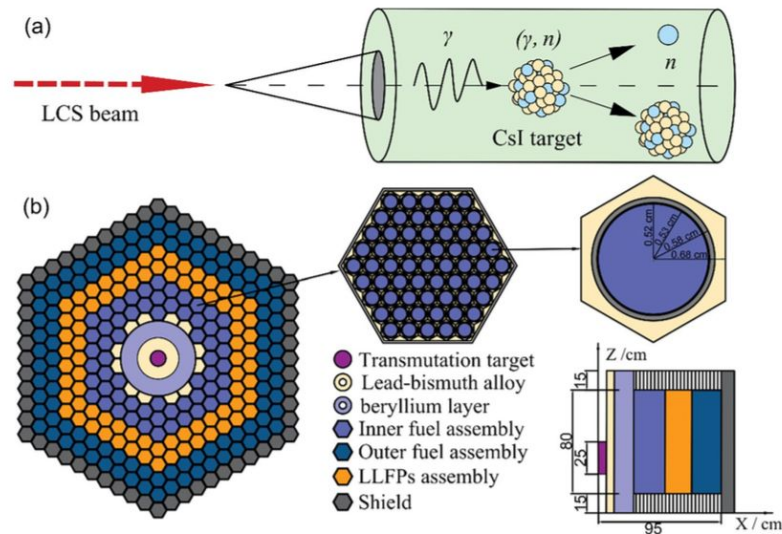 (a)
γ
(γ, n)
n
LCS beam
CsI target
(b)
0.52 cm
0.53 cm
0.58 cm
0.68 cm
Transmutation target
Lead-bismuth alloy
beryllium layer
Inner fuel assembly
Outer fuel assembly
LLFPs assembly
Shield
Z /cm
15
80
25
15
95
X / cm